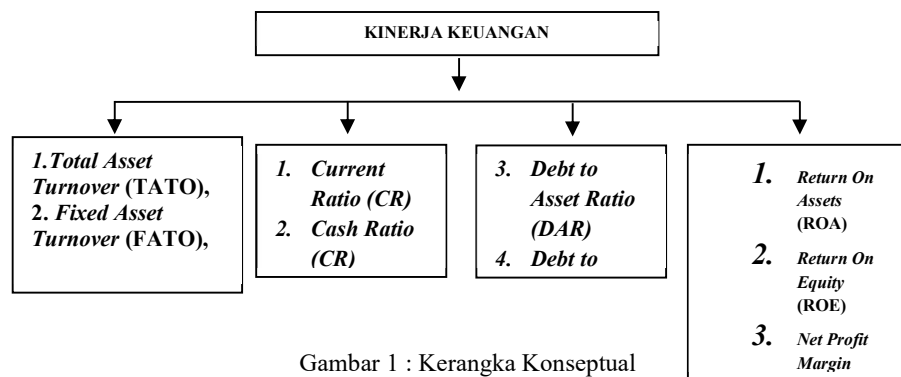 KINERJA KEUANGAN
1.Total Asset
Turnover (TATO),
2. Fixed Asset
Turnover (FATO),
1. Current
Ratio (CR)
2. Cash Ratio
(CR)
3. Debt to
Asset Ratio
(DAR)
4. Debt to
1. Return On
Assets
(ROA)
2. Return On
Equity
(ROE)
3. Net Profit
Margin
Gambar 1 : Kerangka Konseptual